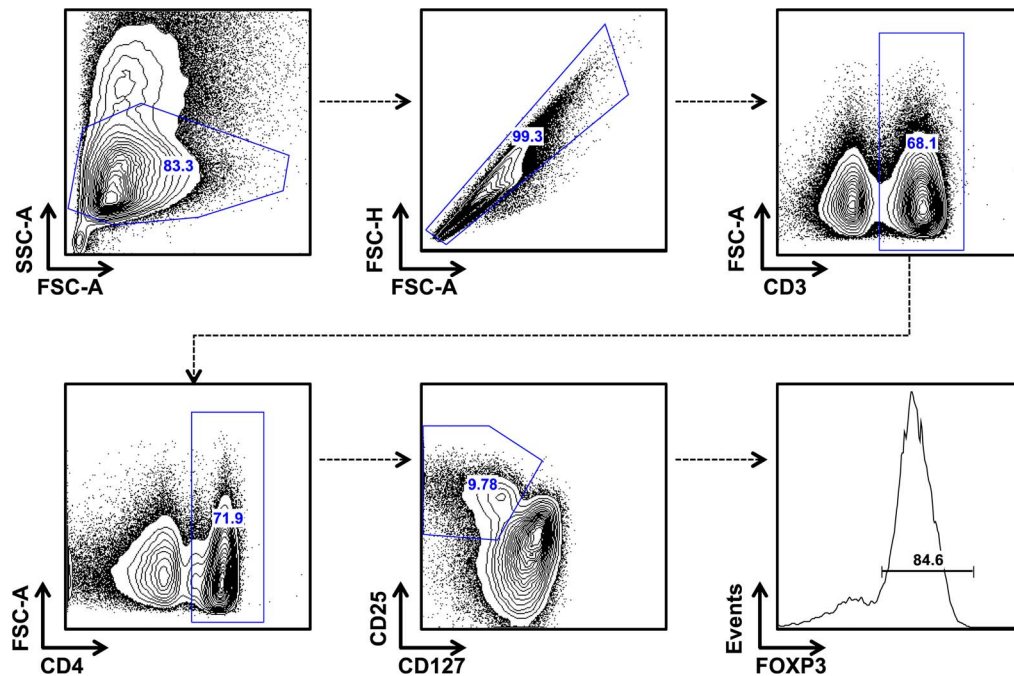 SSC-A
83.3
FSC-A
FSC-H
99.3
FSC-A
FSC-A
68.1
CD3
FSC-A
71.9
CD4
CD25
9.78
CD127
Events
84.6
FOXP3